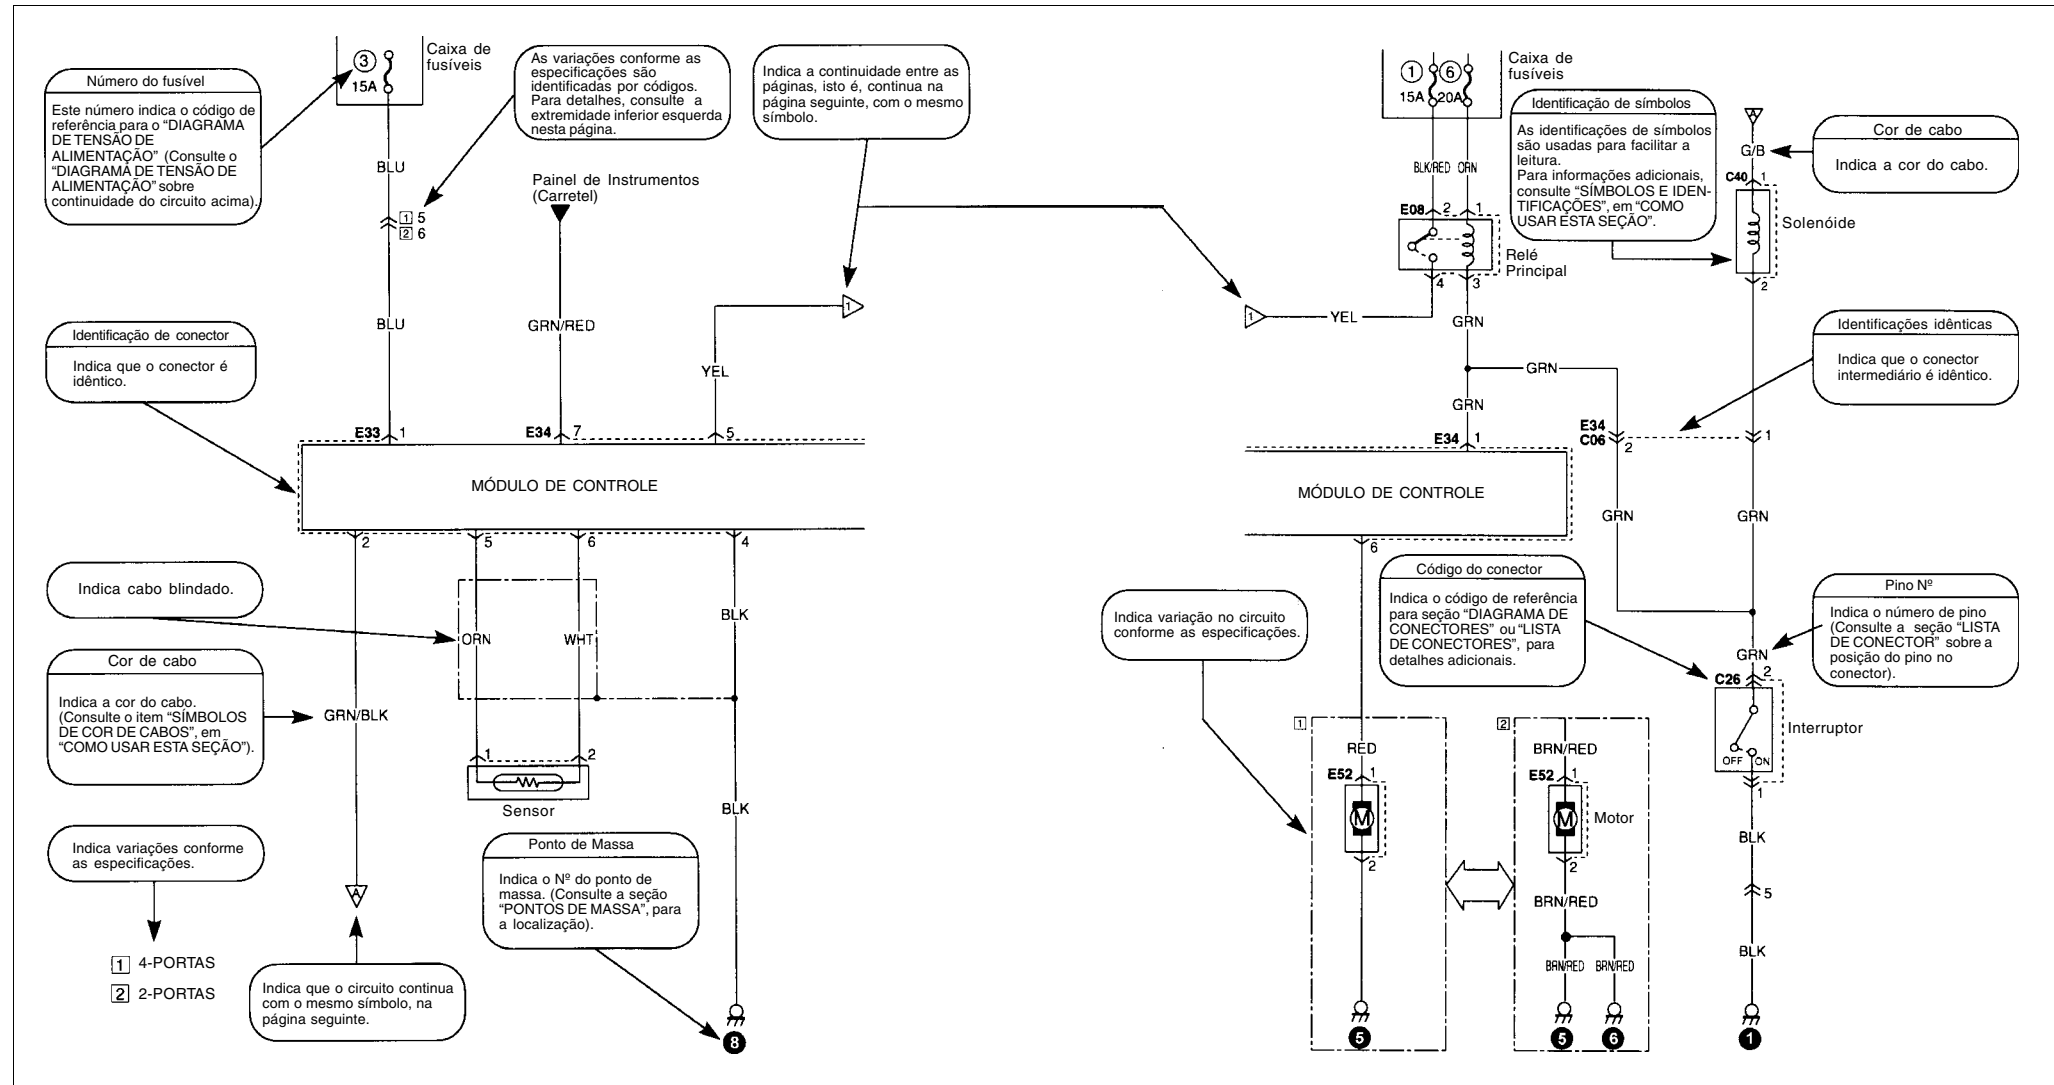 Número do fusível
Este número indica o código de
referência para o “DIAGRAMA
DE TENSÃO DE
ALIMENTAÇÃO” (Consulte o
“DIAGRAMA DE TENSÃO DE
ALIMENTAÇÃO” sobre
continuidade do circuito acima).
3
15A
Caixa de
fusíveis
BLU
1 5
2 6
BLU
As variações conforme as
especificações são
identificadas por códigos.
Para detalhes, consulte a
extremidade inferior esquerda
nesta página.
Painel de Instrumentos
(Carretel)
GRN/RED
Indica a continuidade entre as
páginas, isto é, continua na
página seguinte, com o mesmo
símbolo.
1
YEL
Identificação de conector
Indica que o conector é
idêntico.
E33 1
E34 7
5
MÓDULO DE CONTROLE
2
5
6
4
Indica cabo blindado.
ORN
WHT
BLK
Cor de cabo
Indica a cor do cabo.
(Consulte o item “SÍMBOLOS
DE COR DE CABOS”, em
“COMO USAR ESTA SEÇÃO”).
GRN/BLK
1
2
Sensor
BLK
Indica variações conforme
as especificações.
A
1 4-PORTAS
2 2-PORTAS
Indica que o circuito continua
com o mesmo símbolo, na
página seguinte.
Ponto de Massa
Indica o Nº do ponto de
massa. (Consulte a seção
“PONTOS DE MASSA”, para
a localização).
8
1
15A
6
20A
Caixa de
fusíveis
BLK/RED
ORN
E08 2
1
4
3
Relé
Principal
1
YEL
GRN
GRN
GRN
E34 1
MÓDULO DE CONTROLE
6
Identificação de símbolos
As identificações de símbolos
são usadas para facilitar a
leitura.
Para informações adicionais,
consulte “SÍMBOLOS E IDEN-
TIFICAÇÕES”, em “COMO
USAR ESTA SEÇÃO”.
A
G/B
C40 1
Solenóide
2
Cor de cabo
Indica a cor do cabo.
Identificações idênticas
Indica que o conector
intermediário é idêntico.
E34
C06
2
1
GRN
GRN
Código do conector
Indica o código de referência
para seção “DIAGRAMA DE
CONECTORES” ou “LISTA
DE CONECTORES”, para
detalhes adicionais.
Pino Nº
Indica o número de pino
(Consulte a seção “LISTA
DE CONECTOR” sobre a
posição do pino no
conector).
GRN
C26 2
Interruptor
OFF
ON
1
BLK
5
BLK
1
Indica variação no circuito
conforme as especificações.
1
RED
E52 1
M
2
5
2
BRN/RED
E52 1
M
Motor
2
BRN/RED
BRN/RED
BRN/RED
5
6